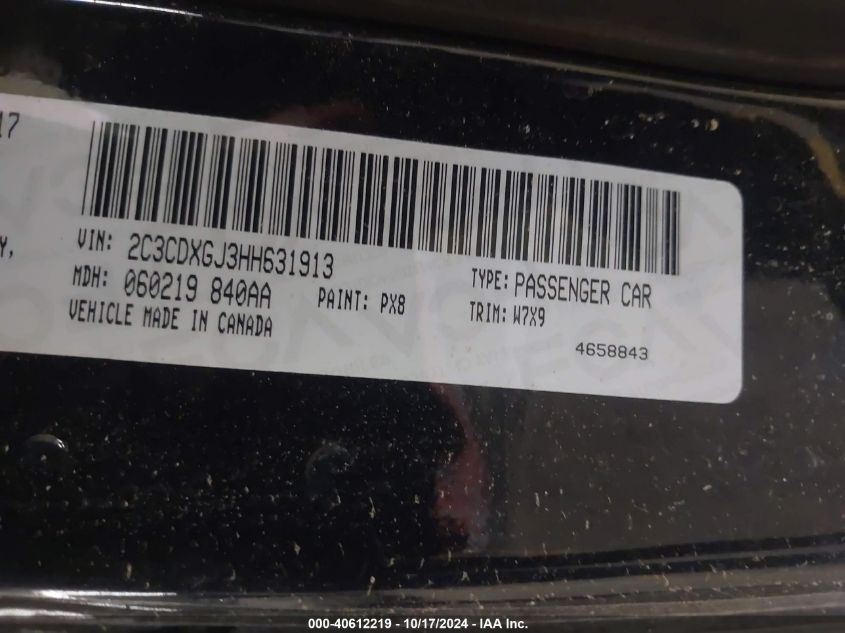 17
Y,
VIN: 2C3CDXGJ3HH631913
MDH: 060219 840AA
PAINT: PX8
VEHICLE MADE IN CANADA
TYPE: PASSENGER CAR
TRIM: W7X9
4658843
000-40612219 - 10/17/2024 - IAA Inc.